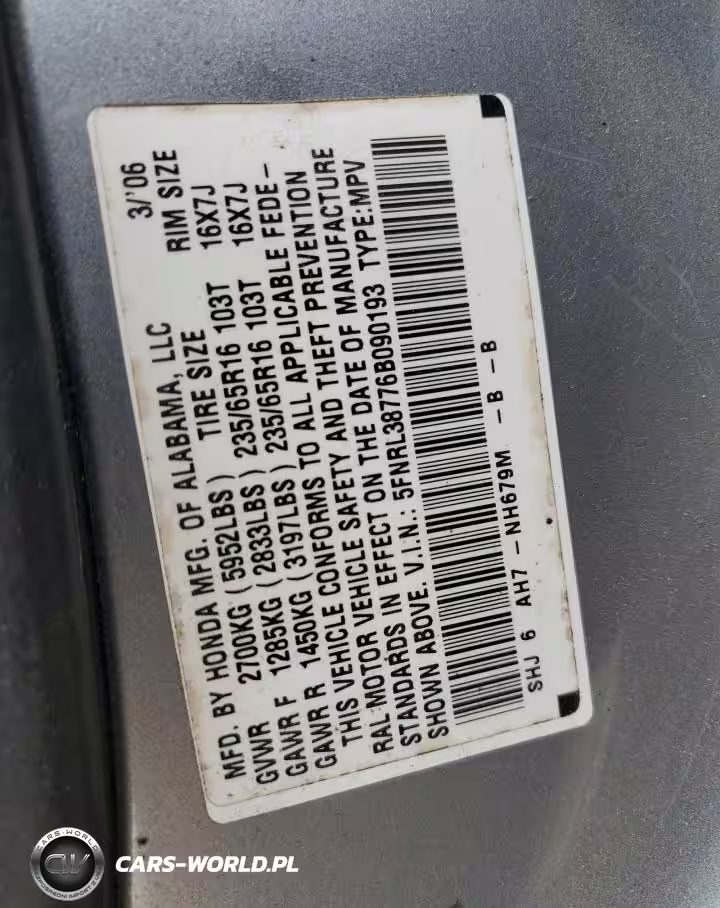 MFD. BY HONDA MFG. OF ALABAMA, LLC 3/'06
GVWR 2700KG (5952LBS) TIRE SIZE RIM SIZE
GAWR F 1285KG (2833LBS) 235/65R16 103T 16X7J
GAWR R 1450KG (3197LBS) 235/65R16 103T 16X7J
THIS VEHICLE CONFORMS TO ALL APPLICABLE FEDE-
RAL MOTOR VEHICLE SAFETY AND THEFT PREVENTION
STANDARDS IN EFFECT ON THE DATE OF MANUFACTURE
SHOWN ABOVE. V.I.N.: 5FNRL38776B090193 TYPE:MPV
SHJ 6 AH7 - NH679M - B - B
CARS-WORLD
CW
CARS-WORLD.PL